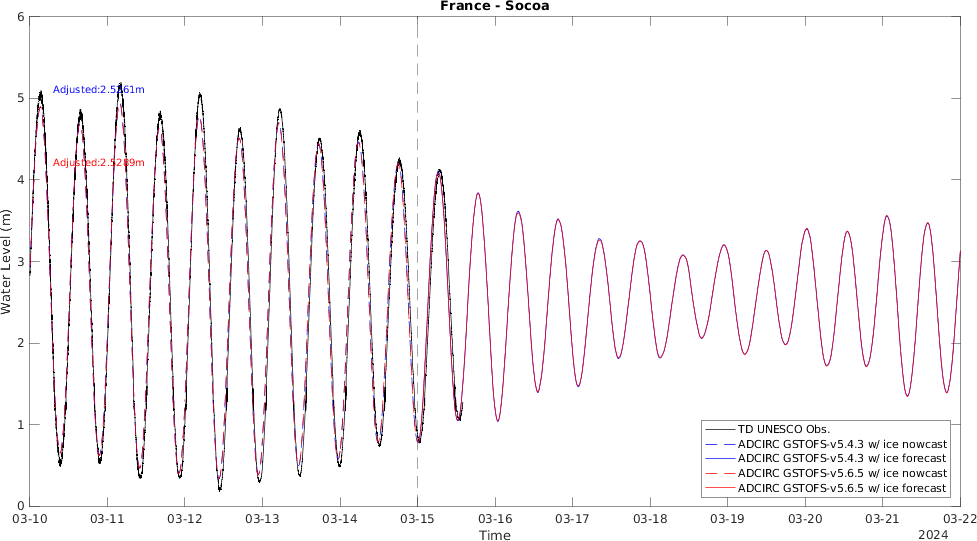 France - Socoa
6
5
4
3
2
1
0
Water Level (m)
Adjusted:2.5261m
Adjusted:2.5289m
TD UNESCO Obs.
ADCIRC GSTOFS-v5.4.3 w/ ice nowcast
ADCIRC GSTOFS-v5.4.3 w/ ice forecast
ADCIRC GSTOFS-v5.6.5 w/ ice nowcast
ADCIRC GSTOFS-v5.6.5 w/ ice forecast
03-10 03-11 03-12 03-13 03-14 03-15 03-16 03-17 03-18 03-19 03-20 03-21 03-22
Time
2024